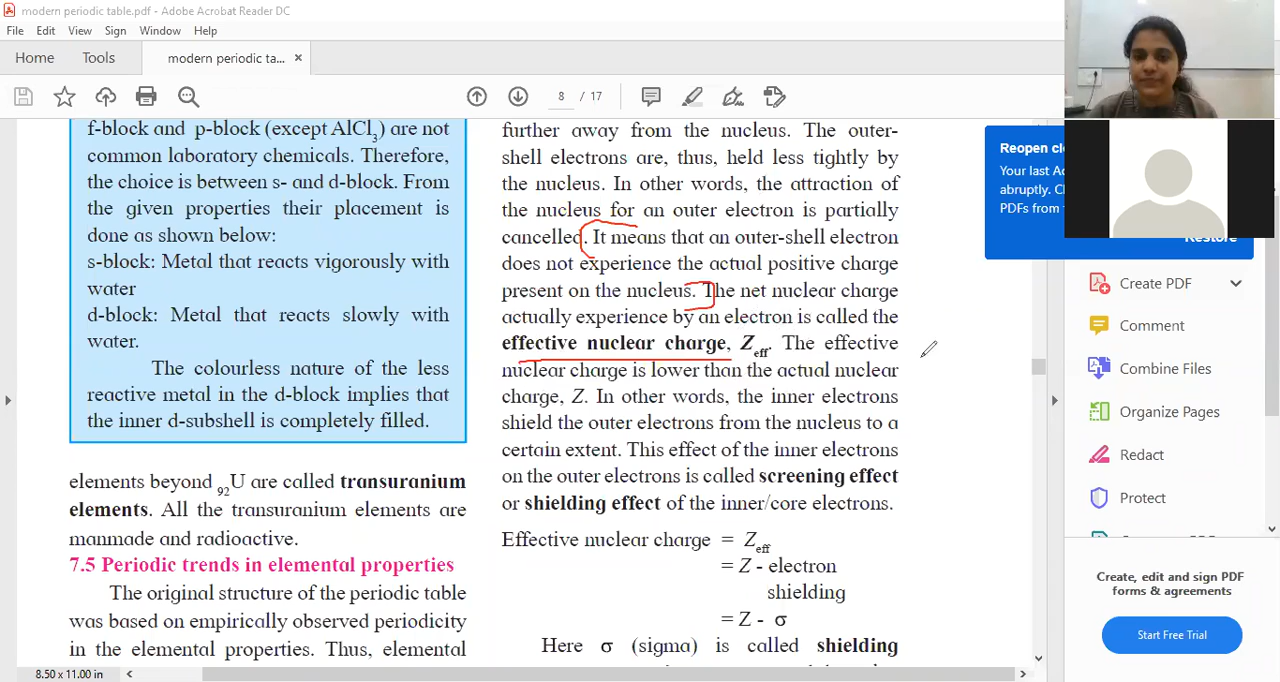 modern periodic table.pdf - Adobe Acrobat Reader DC
File Edit View Sign Window Help
Home Tools modern periodic ta... ×
8 / 17
f-block and p-block (except AlCl3) are not
common laboratory chemicals. Therefore,
the choice is between s- and d-block. From
the given properties their placement is
done as shown below:
s-block: Metal that reacts vigorously with
water
d-block: Metal that reacts slowly with
water.
The colourless nature of the less
reactive metal in the d-block implies that
the inner d-subshell is completely filled.
elements beyond 92U are called transuranium
elements. All the transuranium elements are
manmade and radioactive.
7.5 Periodic trends in elemental properties
The original structure of the periodic table
was based on empirically observed periodicity
in the elemental properties. Thus, elemental
further away from the nucleus. The outer-
shell electrons are, thus, held less tightly by
the nucleus. In other words, the attraction of
the nucleus for an outer electron is partially
cancelled. It means that an outer-shell electron
does not experience the actual positive charge
present on the nucleus. The net nuclear charge
actually experience by an electron is called the
effective nuclear charge, Zeff. The effective
nuclear charge is lower than the actual nuclear
charge, Z. In other words, the inner electrons
shield the outer electrons from the nucleus to a
certain extent. This effect of the inner electrons
on the outer electrons is called screening effect
or shielding effect of the inner/core electrons.
Effective nuclear charge = Zeff
= Z - electron
shielding
= Z - σ
Here σ (sigma) is called shielding
Reopen
Your last
abruptly.
PDFs from
Restore
Create PDF
Comment
Combine Files
Organize Pages
Redact
Protect
Create, edit and sign PDF
forms & agreements
Start Free Trial
8.50 x 11.00 in